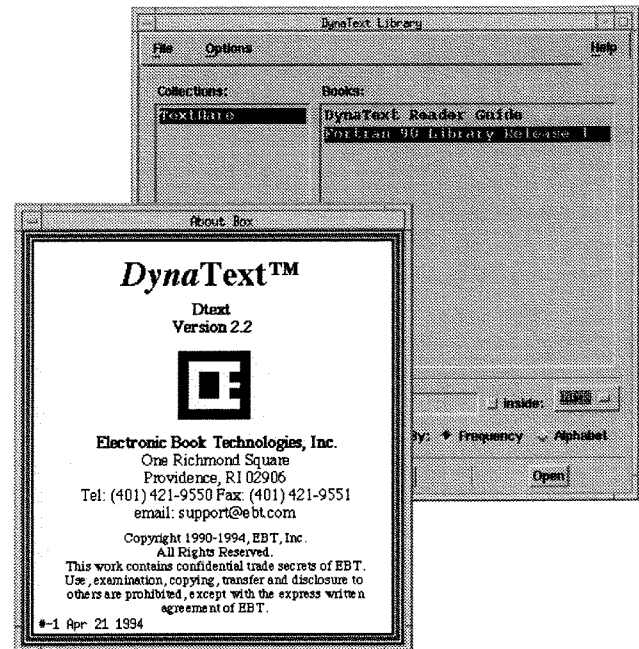 DynaText Library
File Options Help
Collections: Books:
TextWare DynaText Reader Guide
Fortran 90 Library Release 1
inside:
By: Frequency Alphabet
Open
About Box
DynaText™
Dtext
Version 2.2
Electronic Book Technologies, Inc.
One Richmond Square
Providence, RI 02906
Tel: (401) 421-9550 Fax: (401) 421-9551
email: support@ebt.com
Copyright 1990-1994, EBT, Inc.
All Rights Reserved.
This work contains confidential trade secrets of EBT.
Use, examination, copying, transfer and disclosure to
others are prohibited, except with the express written
agreement of EBT.
#-1 Apr 21 1994